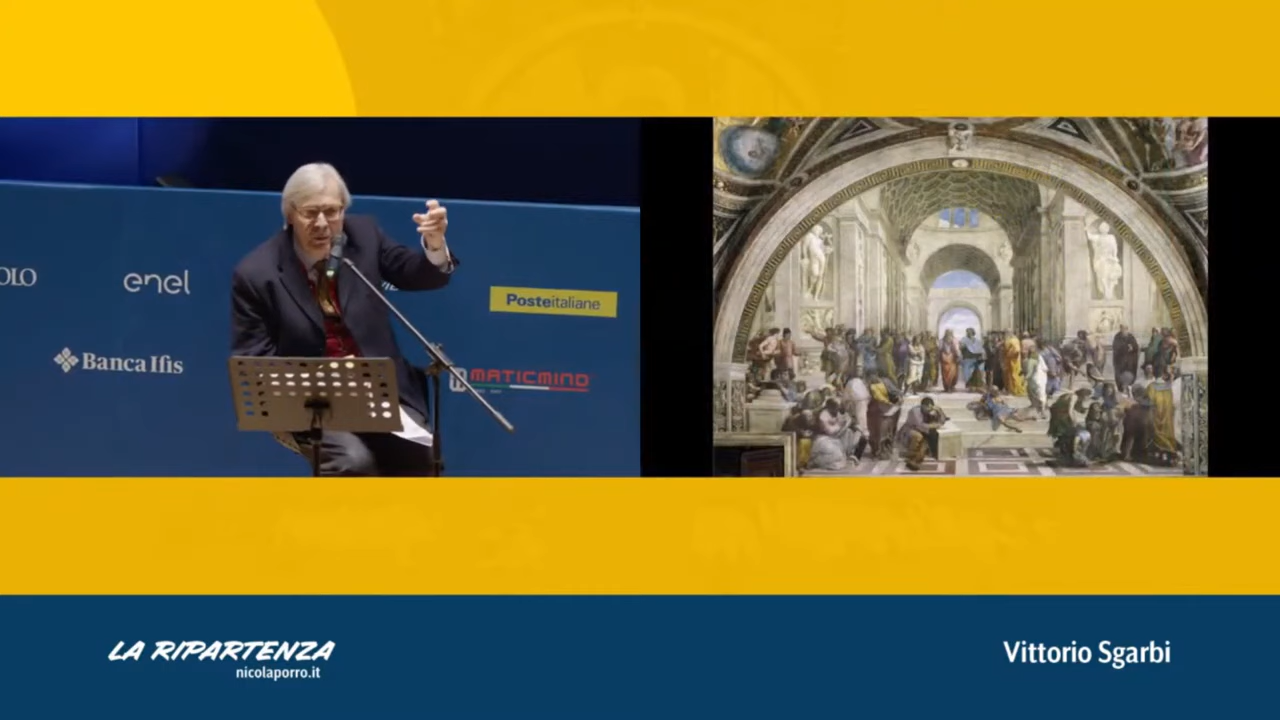 OLO
enel
Posteitaliane
Banca Ifis
MATICMIND
LA RIPARTENZA
nicolaporro.it
Vittorio Sgarbi